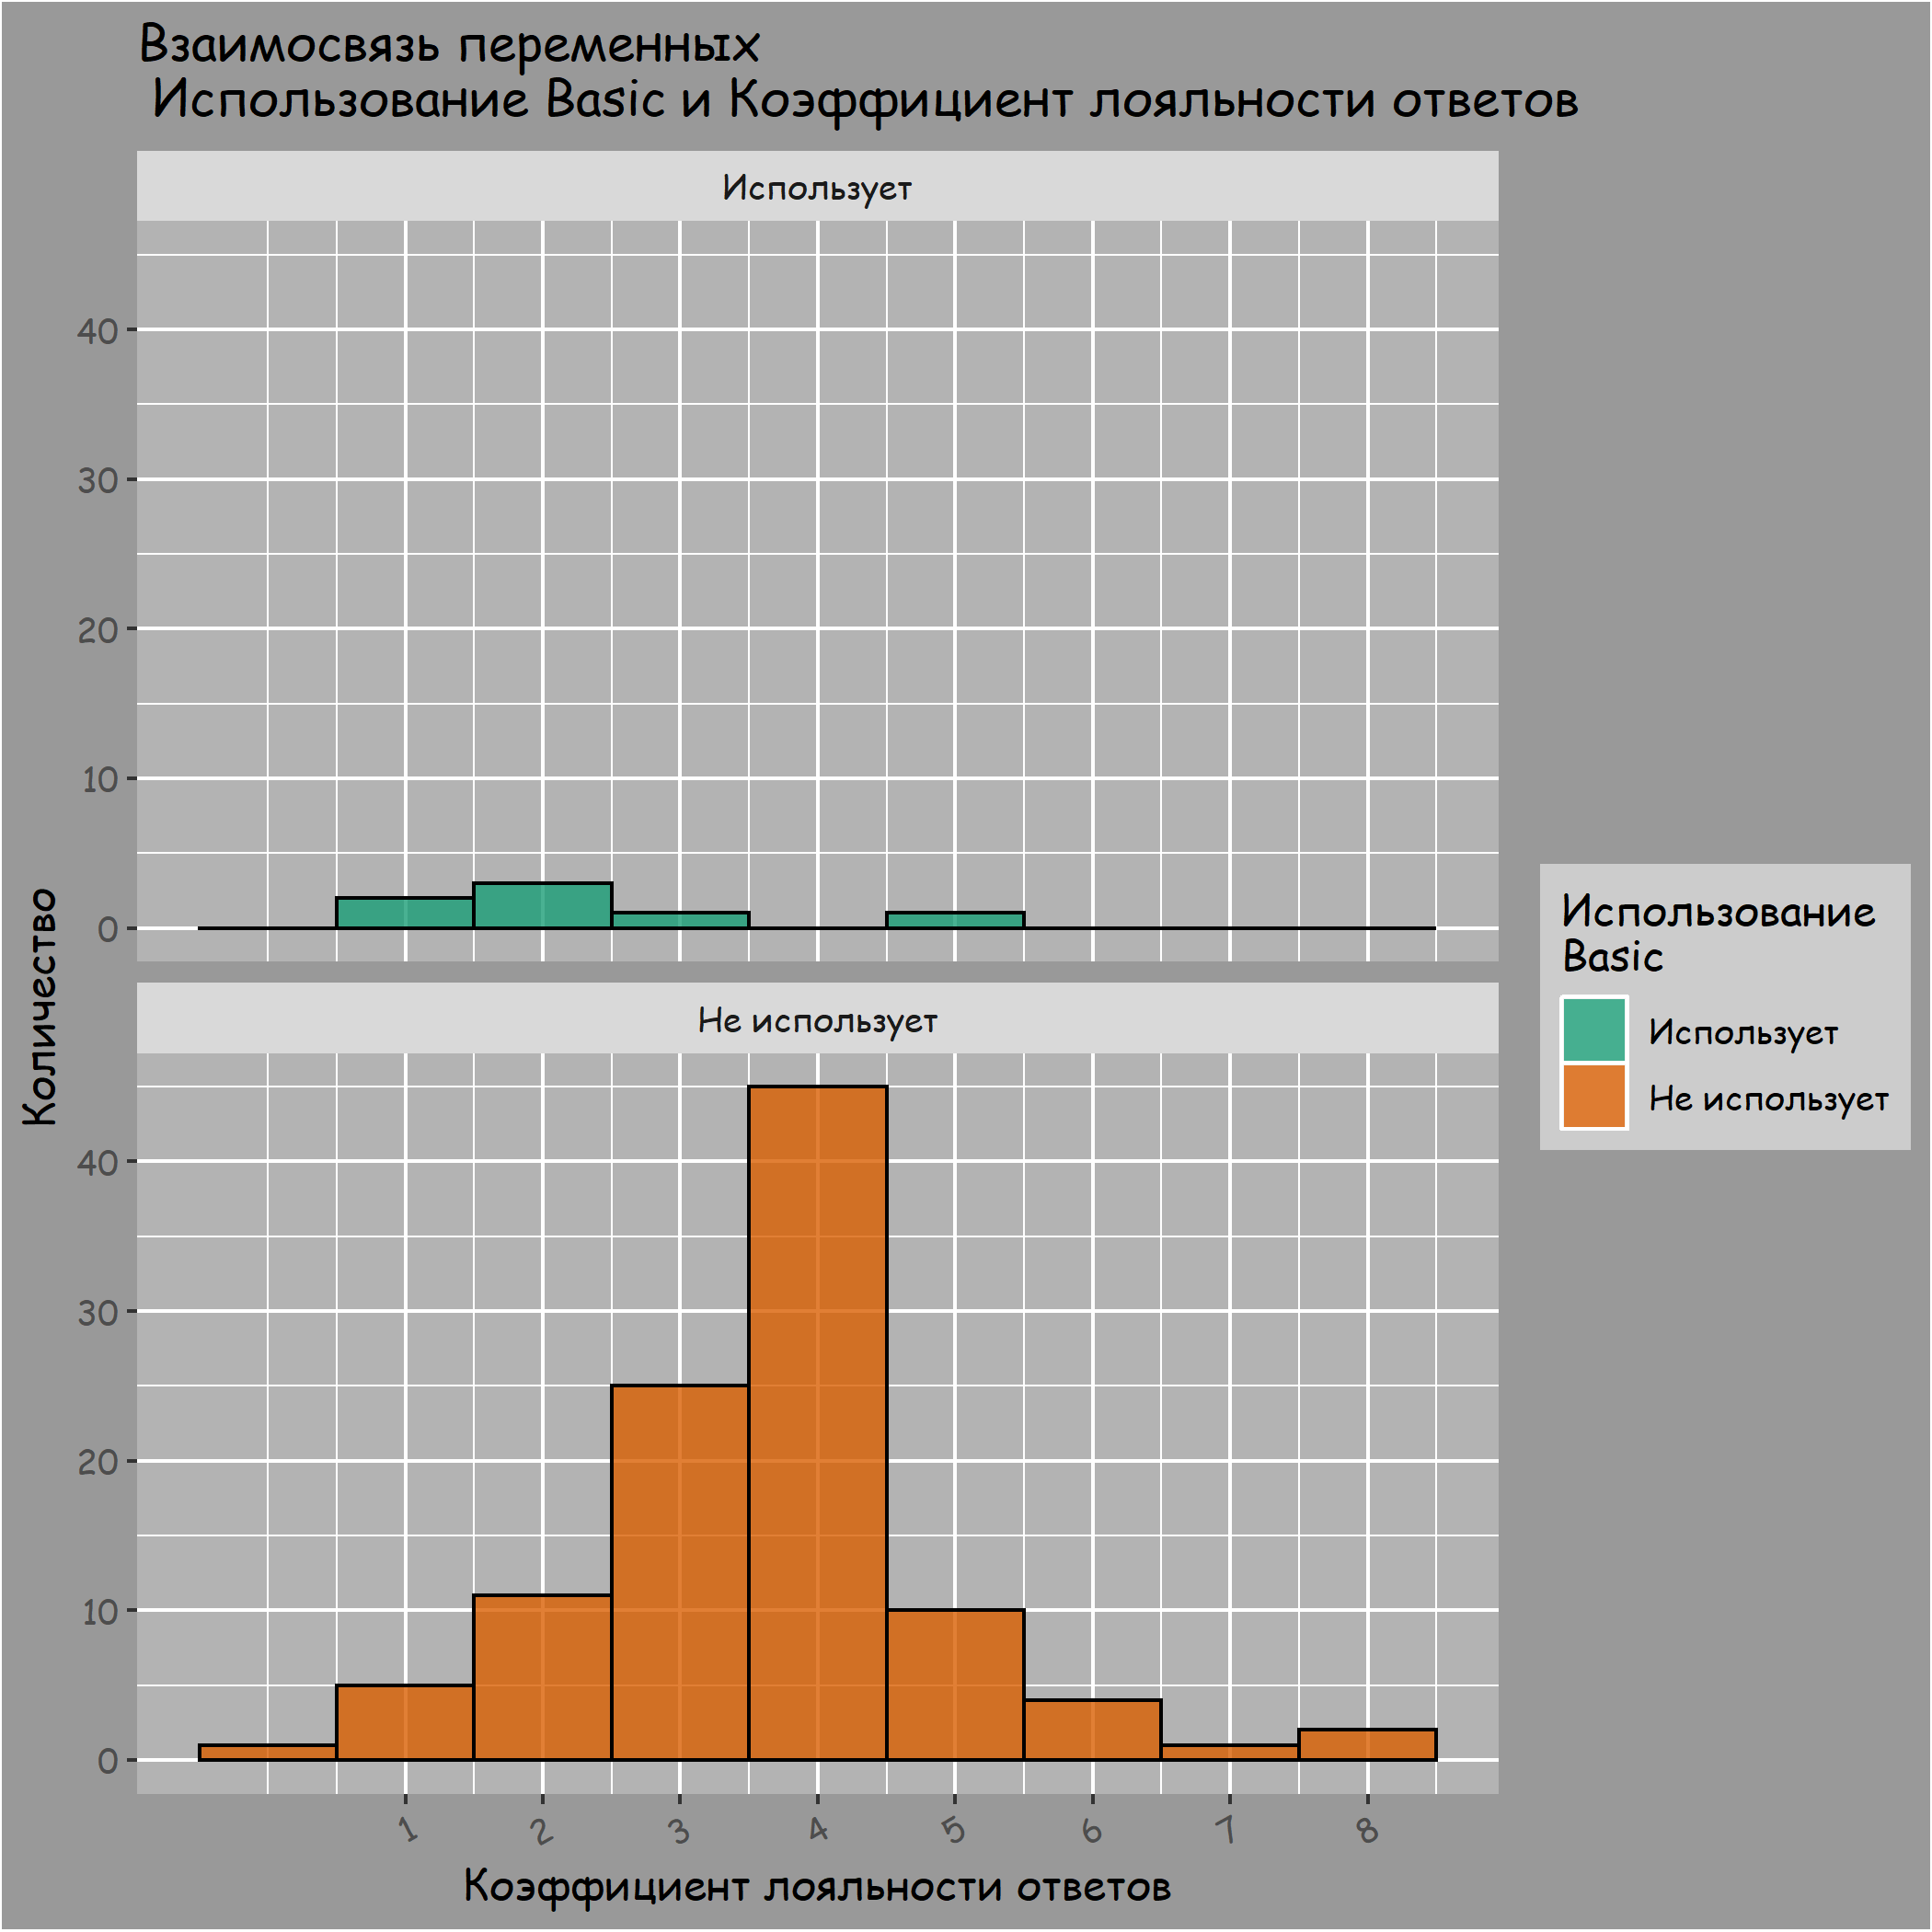 Взаимосвязь переменных
Использование Basic и Коэффициент лояльности ответов
Использует
40
30
20
10
0
Не использует
40
30
20
10
0
1 2 3 4 5 6 7 8
Коэффициент лояльности ответов
Количество
Использование
Basic
Использует
Не использует